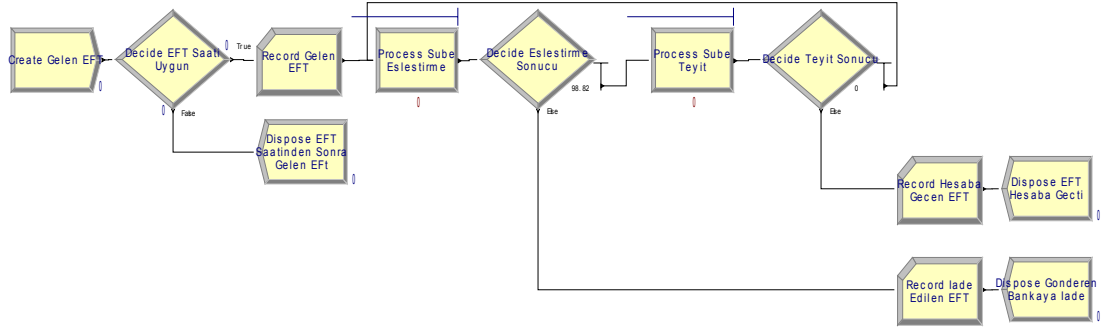 Create Gelen EFT
0
Decide EFT Saati
Uygun
0
True
0
False
Dispose EFT
Saatinden Sonra
Gelen EFt
0
Record Gelen
EFT
Process Sube
Eslestirme
0
Decide Eslestirme
Sonucu
98.82
Else
Process Sube
Teyit
0
Decide Teyit Sonucu
0
Else
Record Hesaba
Gecen EFT
Dispose EFT
Hesaba Gecti
0
Record Iade
Edilen EFT
Dispose Gonderen
Bankaya Iade
0